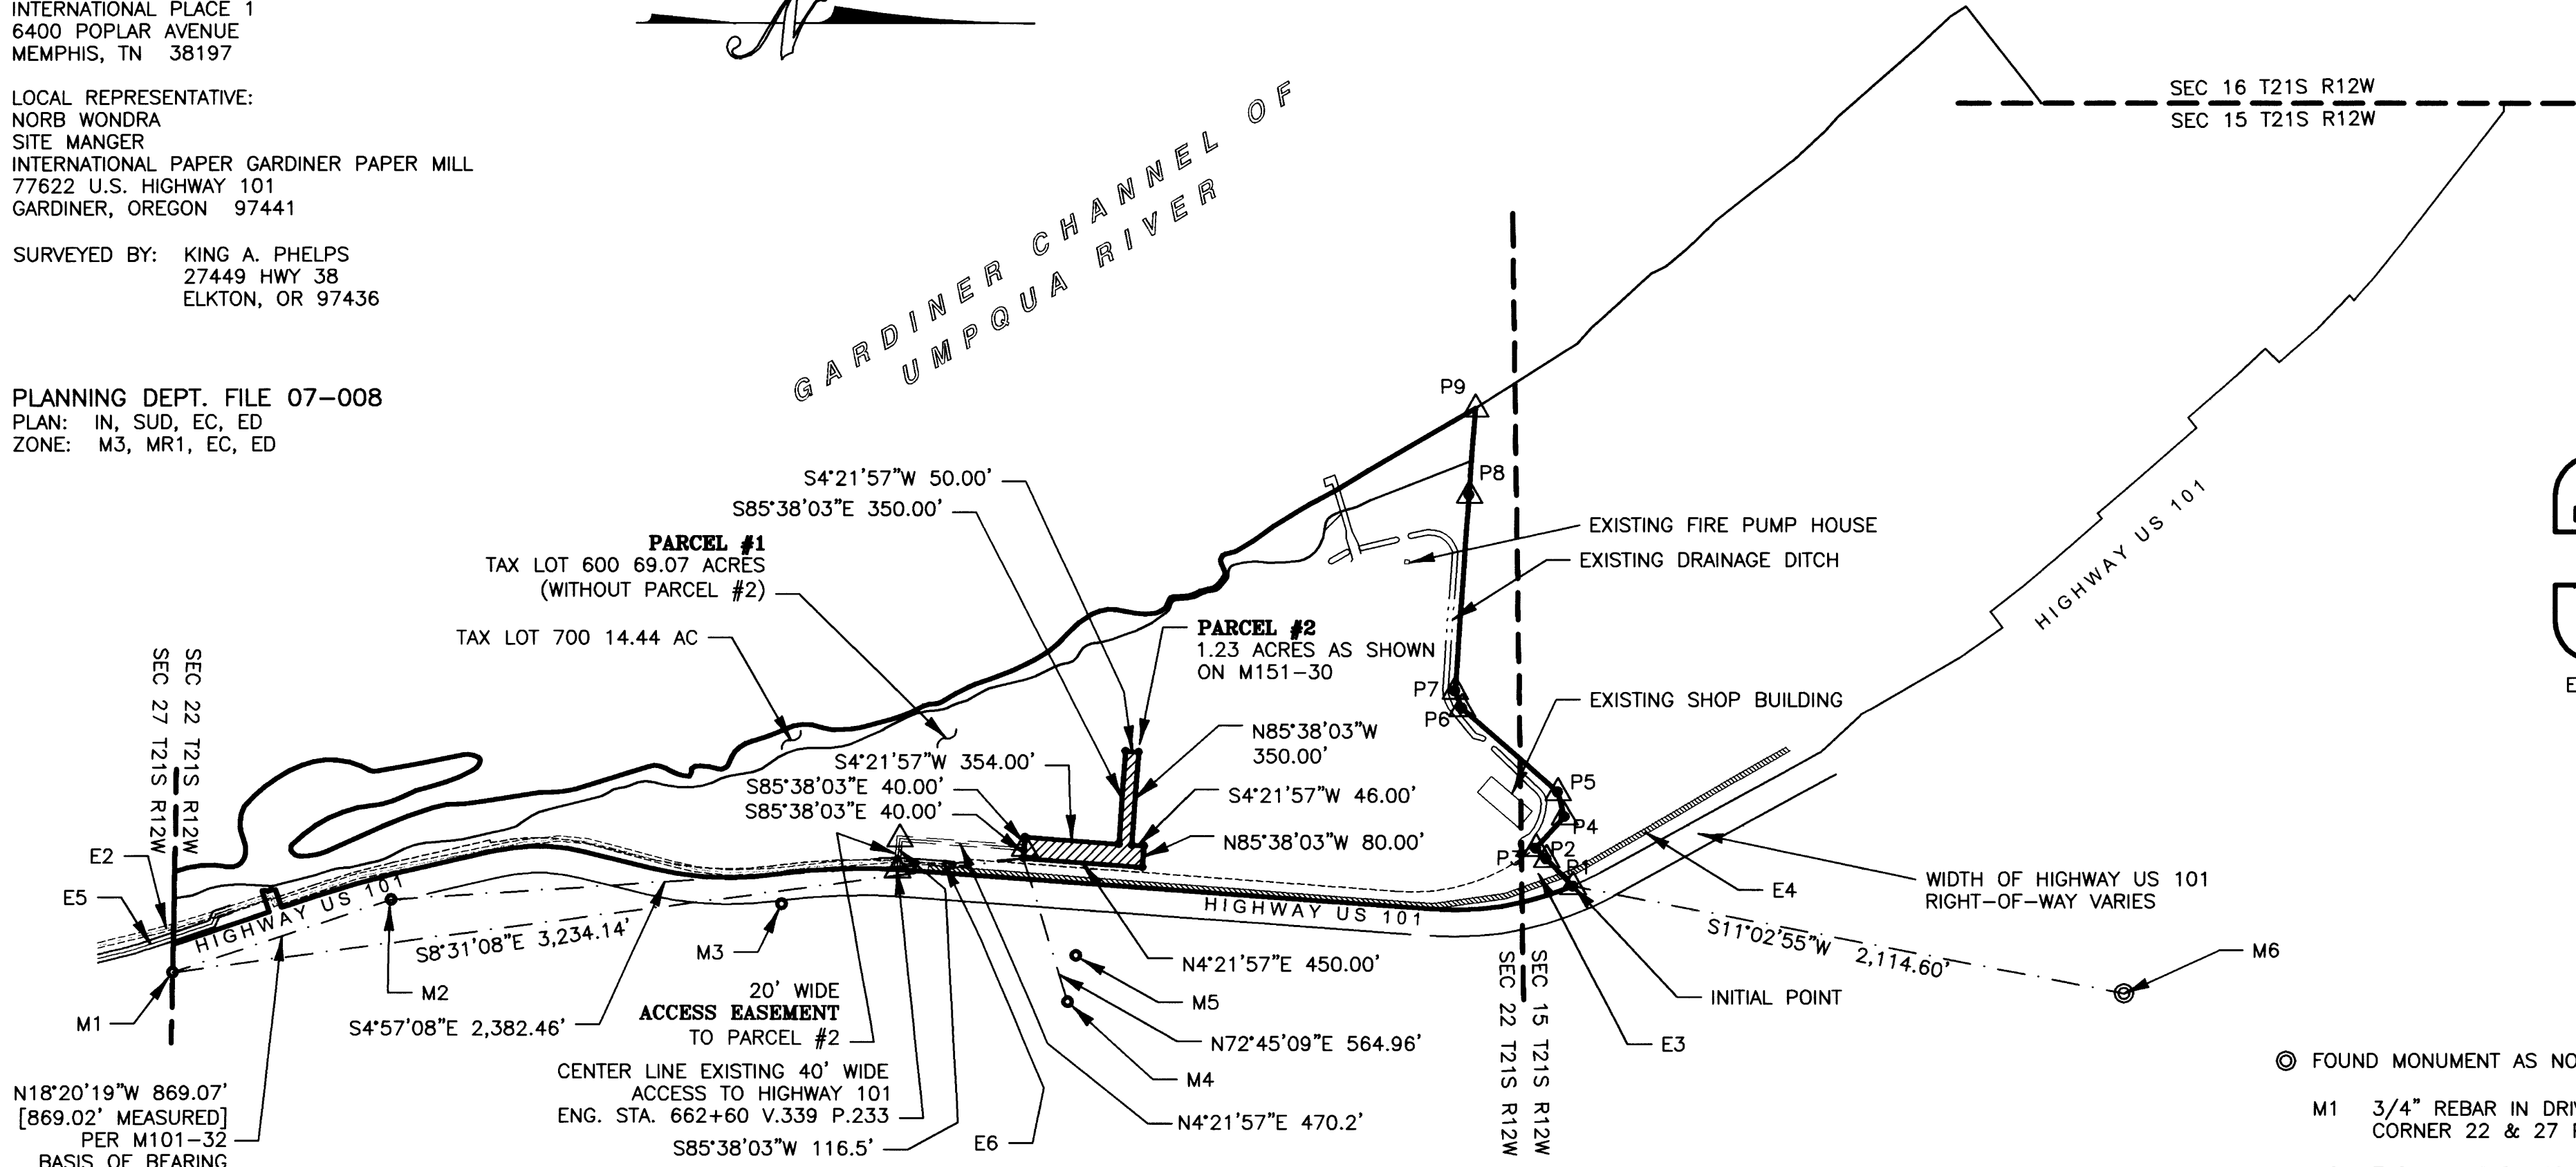 INTERNATIONAL PLACE 1
6400 POPLAR AVENUE
MEMPHIS, TN 38197
LOCAL REPRESENTATIVE:
NORB WONDRA
SITE MANGER
INTERNATIONAL PAPER GARDINER PAPER MILL
77622 U.S. HIGHWAY 101
GARDINER, OREGON 97441
SURVEYED BY: KING A. PHELPS
27449 HWY 38
ELKTON, OR 97436
PLANNING DEPT. FILE 07-008
PLAN: IN, SUD, EC, ED
ZONE: M3, MR1, EC, ED
N
GARDINER CHANNEL OF
UMPQUA RIVER
SEC 16 T21S R12W
SEC 15 T21S R12W
P9
P8
S4°21'57"W 50.00'
S85°38'03"E 350.00'
PARCEL #1
TAX LOT 600 69.07 ACRES
(WITHOUT PARCEL #2)
TAX LOT 700 14.44 AC
EXISTING FIRE PUMP HOUSE
EXISTING DRAINAGE DITCH
HIGHWAY US 101
PARCEL #2
1.23 ACRES AS SHOWN
ON M151-30
P7
P6
EXISTING SHOP BUILDING
SEC 27 T21S R12W
SEC 22 T21S R12W
N85°38'03"W
350.00'
S4°21'57"W 354.00'
S85°38'03"E 40.00'
S85°38'03"E 40.00'
S4°21'57"W 46.00'
N85°38'03"W 80.00'
P5
P4
P3
P2
P1
E2
E5
E4
WIDTH OF HIGHWAY US 101
RIGHT-OF-WAY VARIES
HIGHWAY US 101
HIGHWAY US 101
S8°31'08"E 3,234.14'
S11°02'55"W 2,114.60'
M6
M3
M2
M1
N4°21'57"E 450.00'
M5
INITIAL POINT
20' WIDE
ACCESS EASEMENT
TO PARCEL #2
S4°57'08"E 2,382.46'
N72°45'09"E 564.96'
E3
SEC 22 T21S R12W
SEC 15 T21S R12W
CENTER LINE EXISTING 40' WIDE
ACCESS TO HIGHWAY 101
ENG. STA. 662+60 V.339 P.233
M4
N4°21'57"E 470.2'
S85°38'03"W 116.5'
E6
N18°20'19"W 869.07'
[869.02' MEASURED]
PER M101-32
BASIS OF BEARING
FOUND MONUMENT AS NO
M1 3/4" REBAR IN DRI
CORNER 22 & 27